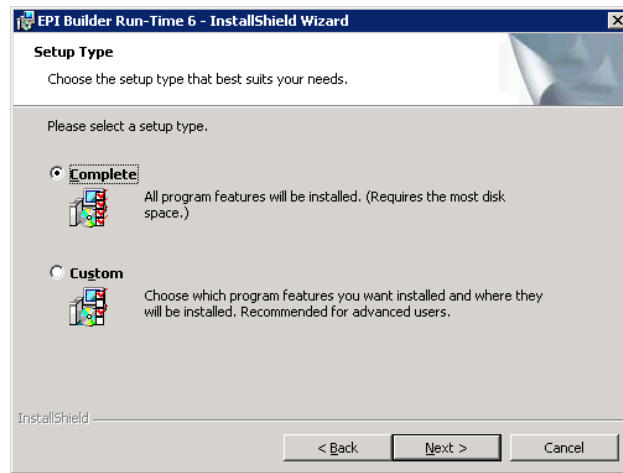 EPI Builder Run-Time 6 - InstallShield Wizard
Setup Type
Choose the setup type that best suits your needs.
Please select a setup type.
Complete
All program features will be installed. (Requires the most disk
space.)
Custom
Choose which program features you want installed and where they
will be installed. Recommended for advanced users.
InstallShield
< Back Next > Cancel